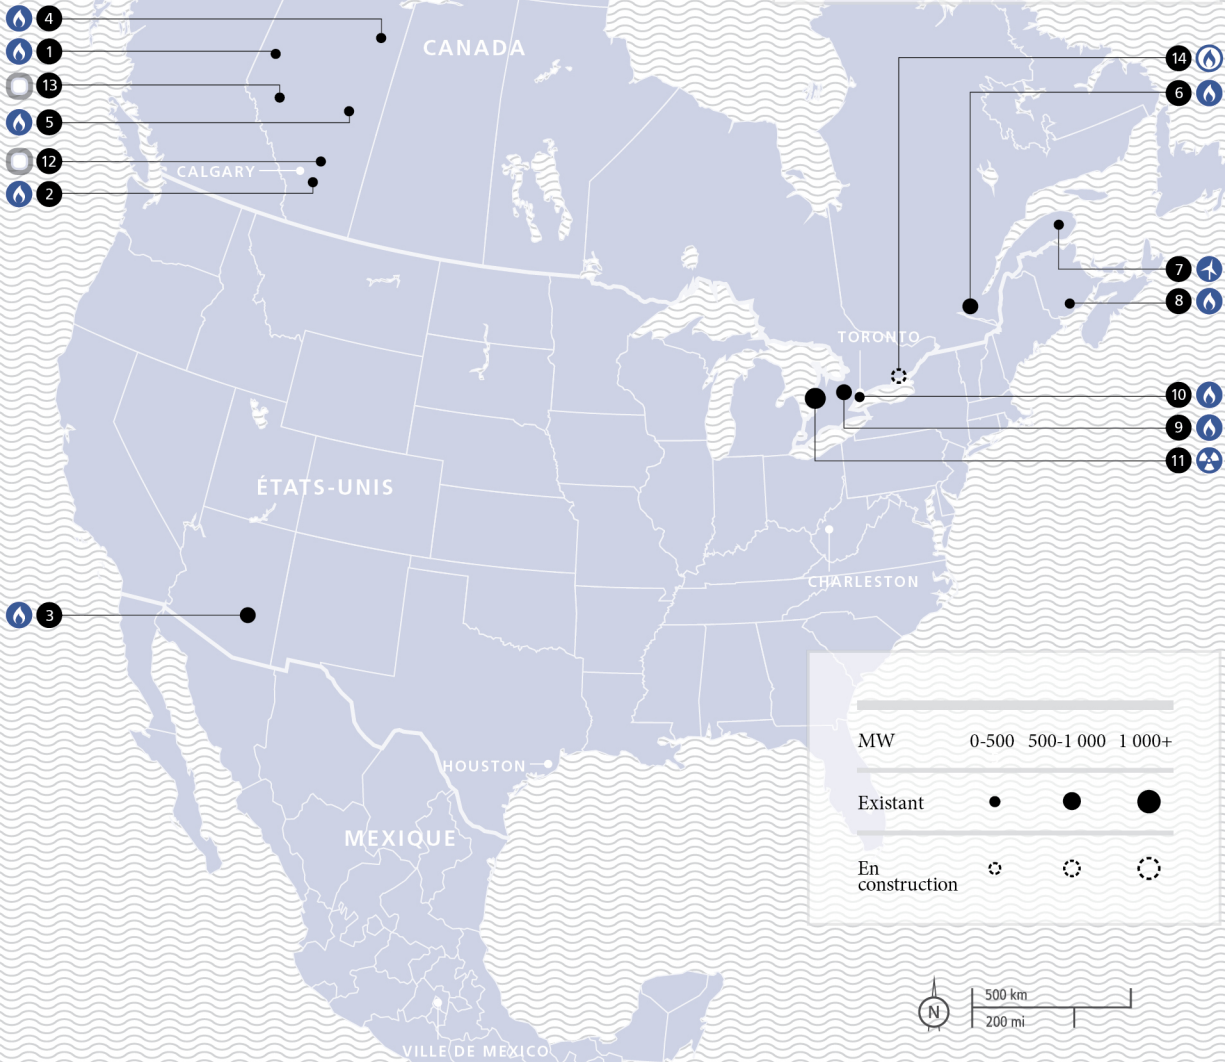 4
CANADA
1
14
13
6
5
12
CALGARY
2
7
8
TORONTO
10
9
11
ÉTATS-UNIS
CHARLESTON
3
MW 0-500 500-1 000 1 000+
HOUSTON
Existant
MEXIQUE
En
construction
500 km
N
200 mi
VILLE DE MEXICO